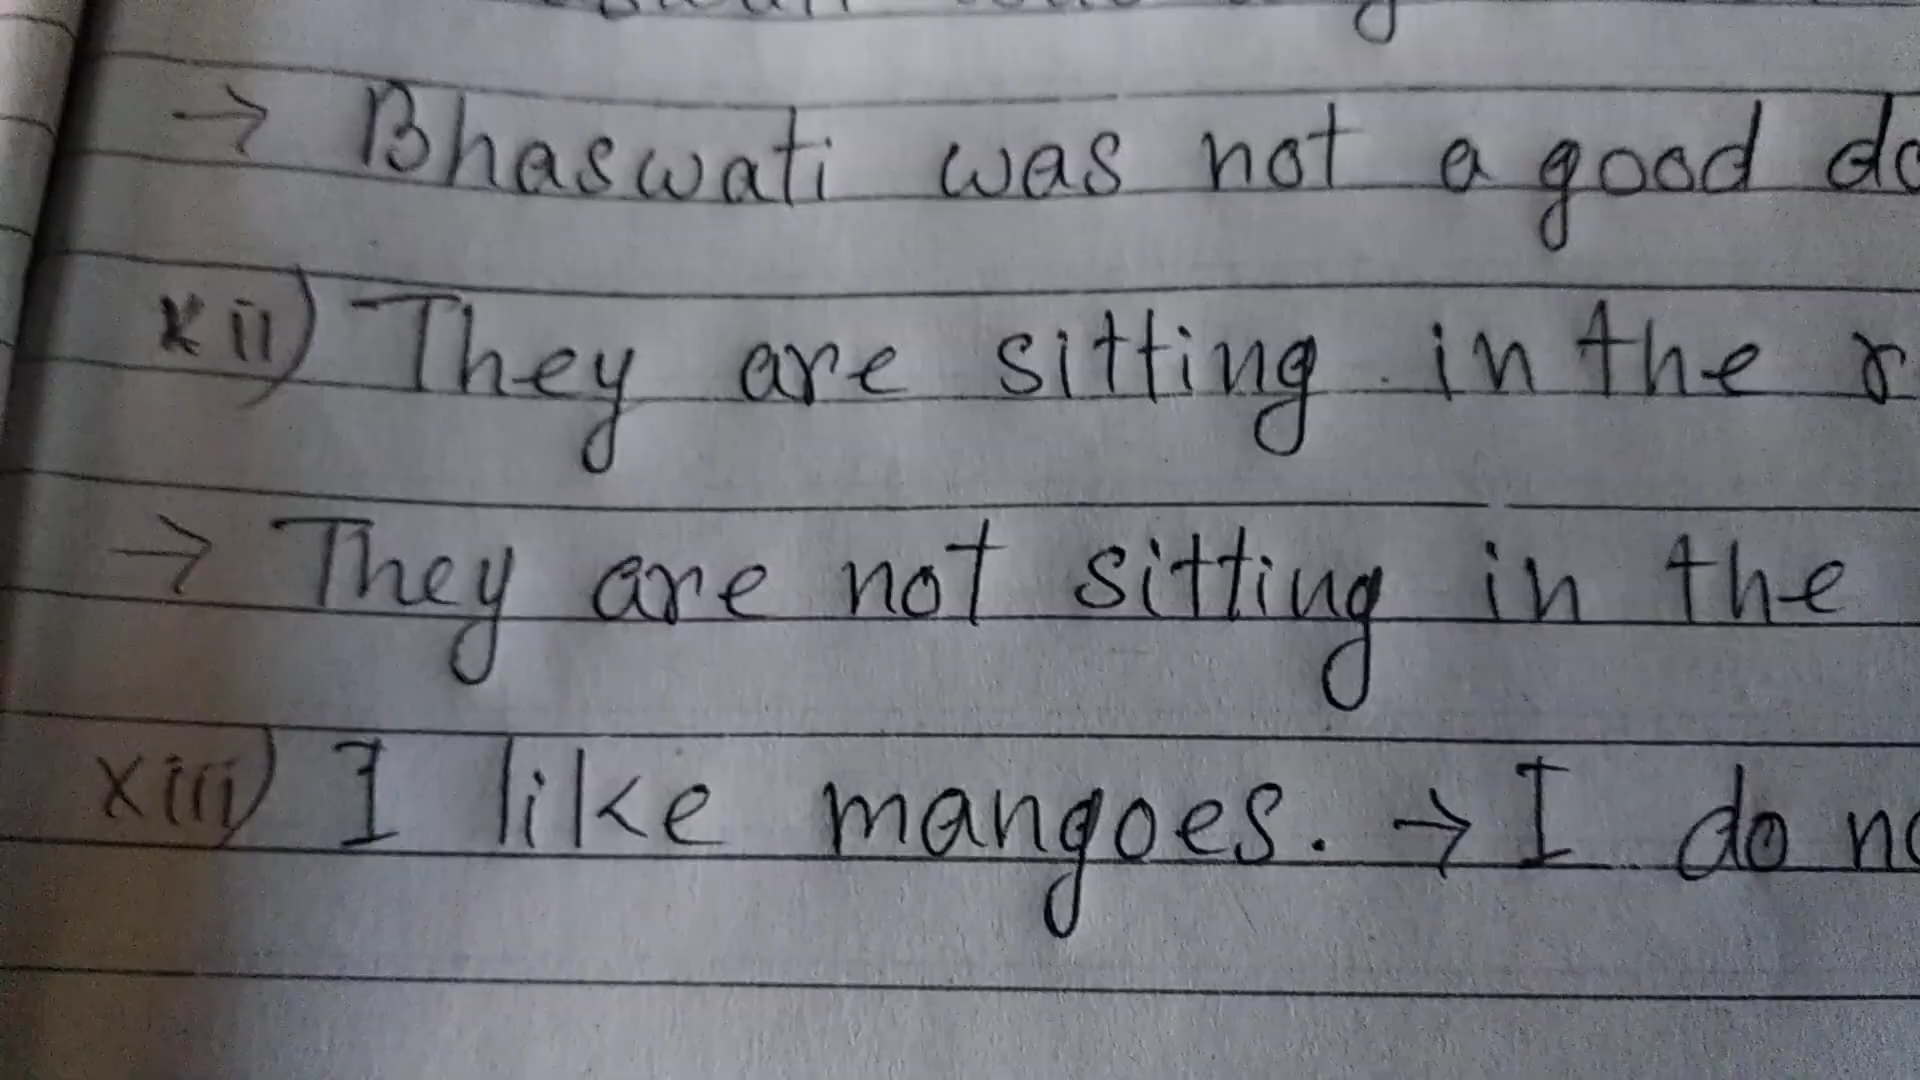 → Bhaswati was not a good
xii) They are sitting in the
→ They are not sitting in the
xiii) I like mangoes. → I do